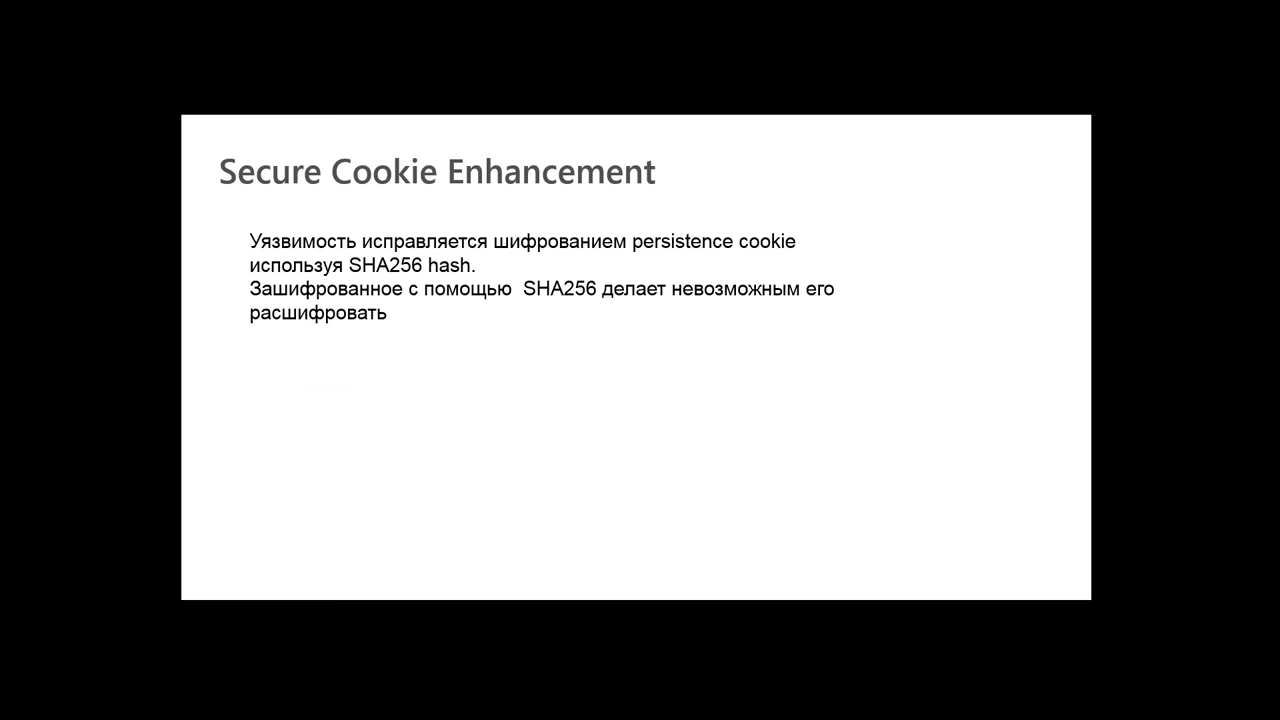 Secure Cookie Enhancement
Уязвимость исправляется шифрованием persistence cookie
используя SHA256 hash.
Зашифрованное с помощью  SHA256 делает невозможным его
расшифровать